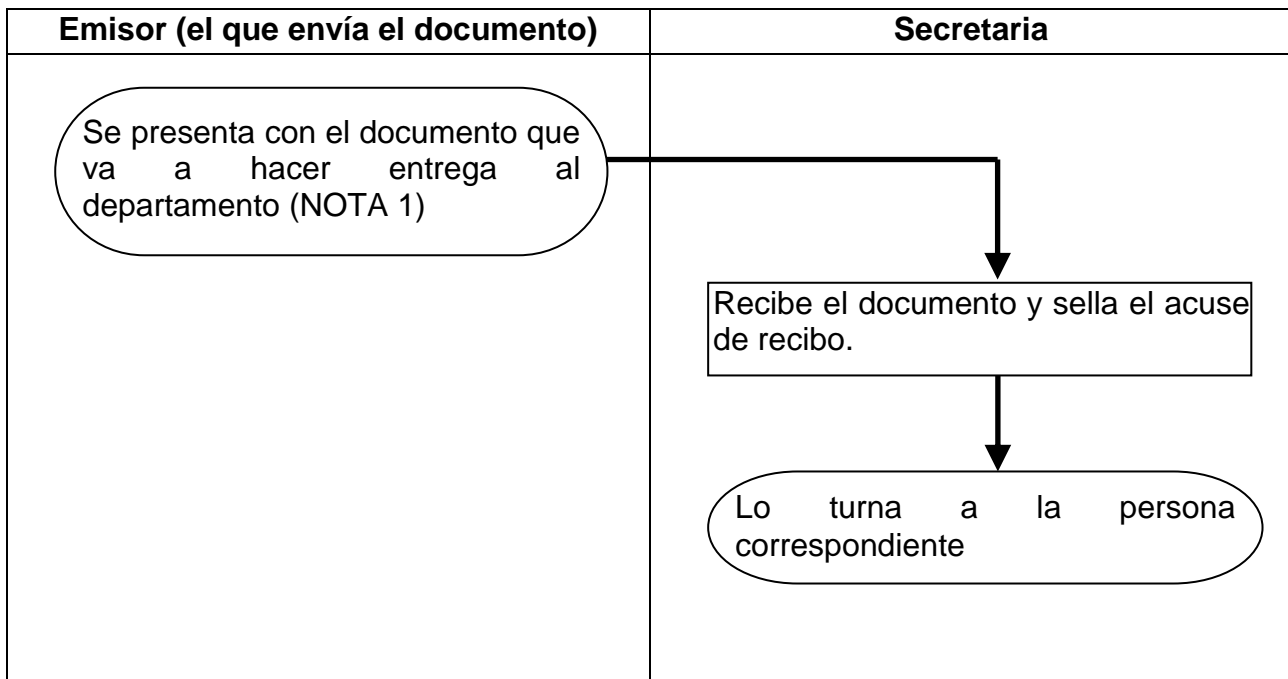 Emisor (el que envía el documento)
Secretaria
Se presenta con el documento que
va a hacer entrega al
departamento (NOTA 1)
Recibe el documento y sella el acuse
de recibo.
Lo turna a la persona
correspondiente